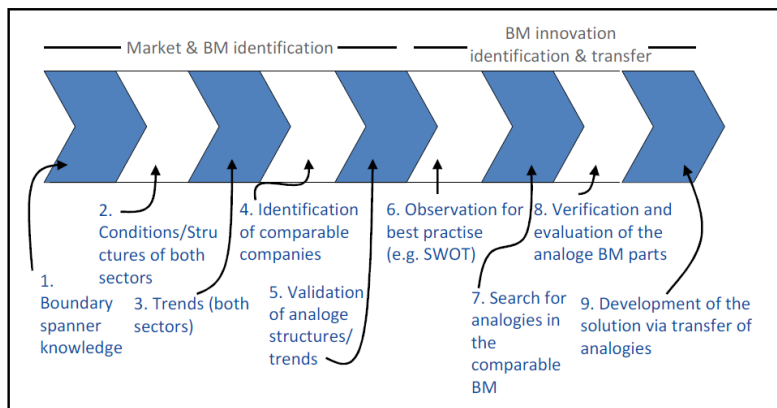 Market & BM identification
BM innovation
identification & transfer
1.
Boundary
spanner
knowledge
2.
Conditions/Struc
tures of both
sectors
3. Trends (both
sectors)
4. Identification
of comparable
companies
5. Validation
of analoge
structures/
trends
6. Observation for
best practise
(e.g. SWOT)
7. Search for
analogies in
the
comparable
BM
8. Verification and
evaluation of the
analoge BM parts
9. Development of the
solution via transfer of
analogies